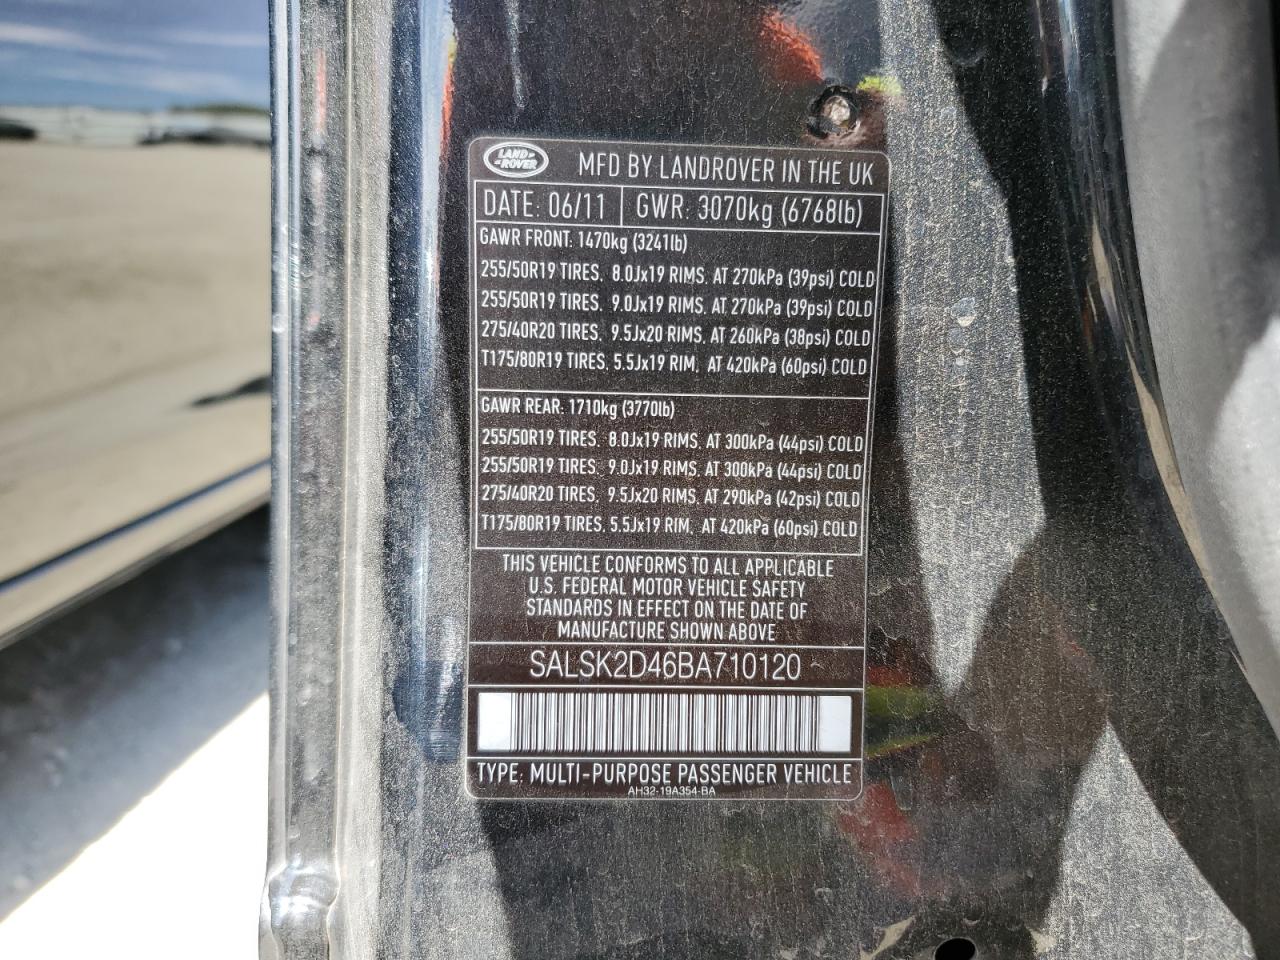 LAND
ROVER
MFD BY LANDROVER IN THE UK
DATE: 06/11 GWR: 3070kg (6768lb)
GAWR FRONT: 1470kg (3241lb)
255/50R19 TIRES, 8.0Jx19 RIMS, AT 270kPa (39psi) COLD
255/50R19 TIRES, 9.0Jx19 RIMS, AT 270kPa (39psi) COLD
275/40R20 TIRES, 9.5Jx20 RIMS, AT 260kPa (38psi) COLD
T175/80R19 TIRES, 5.5Jx19 RIM, AT 420kPa (60psi) COLD
GAWR REAR: 1710kg (3770lb)
255/50R19 TIRES, 8.0Jx19 RIMS, AT 300kPa (44psi) COLD
255/50R19 TIRES, 9.0Jx19 RIMS, AT 300kPa (44psi) COLD
275/40R20 TIRES, 9.5Jx20 RIMS, AT 290kPa (42psi) COLD
T175/80R19 TIRES, 5.5Jx19 RIM, AT 420kPa (60psi) COLD
THIS VEHICLE CONFORMS TO ALL APPLICABLE
U.S. FEDERAL MOTOR VEHICLE SAFETY
STANDARDS IN EFFECT ON THE DATE OF
MANUFACTURE SHOWN ABOVE
SALSK2D46BA710120
TYPE: MULTI-PURPOSE PASSENGER VEHICLE
AH32-19A354-BA